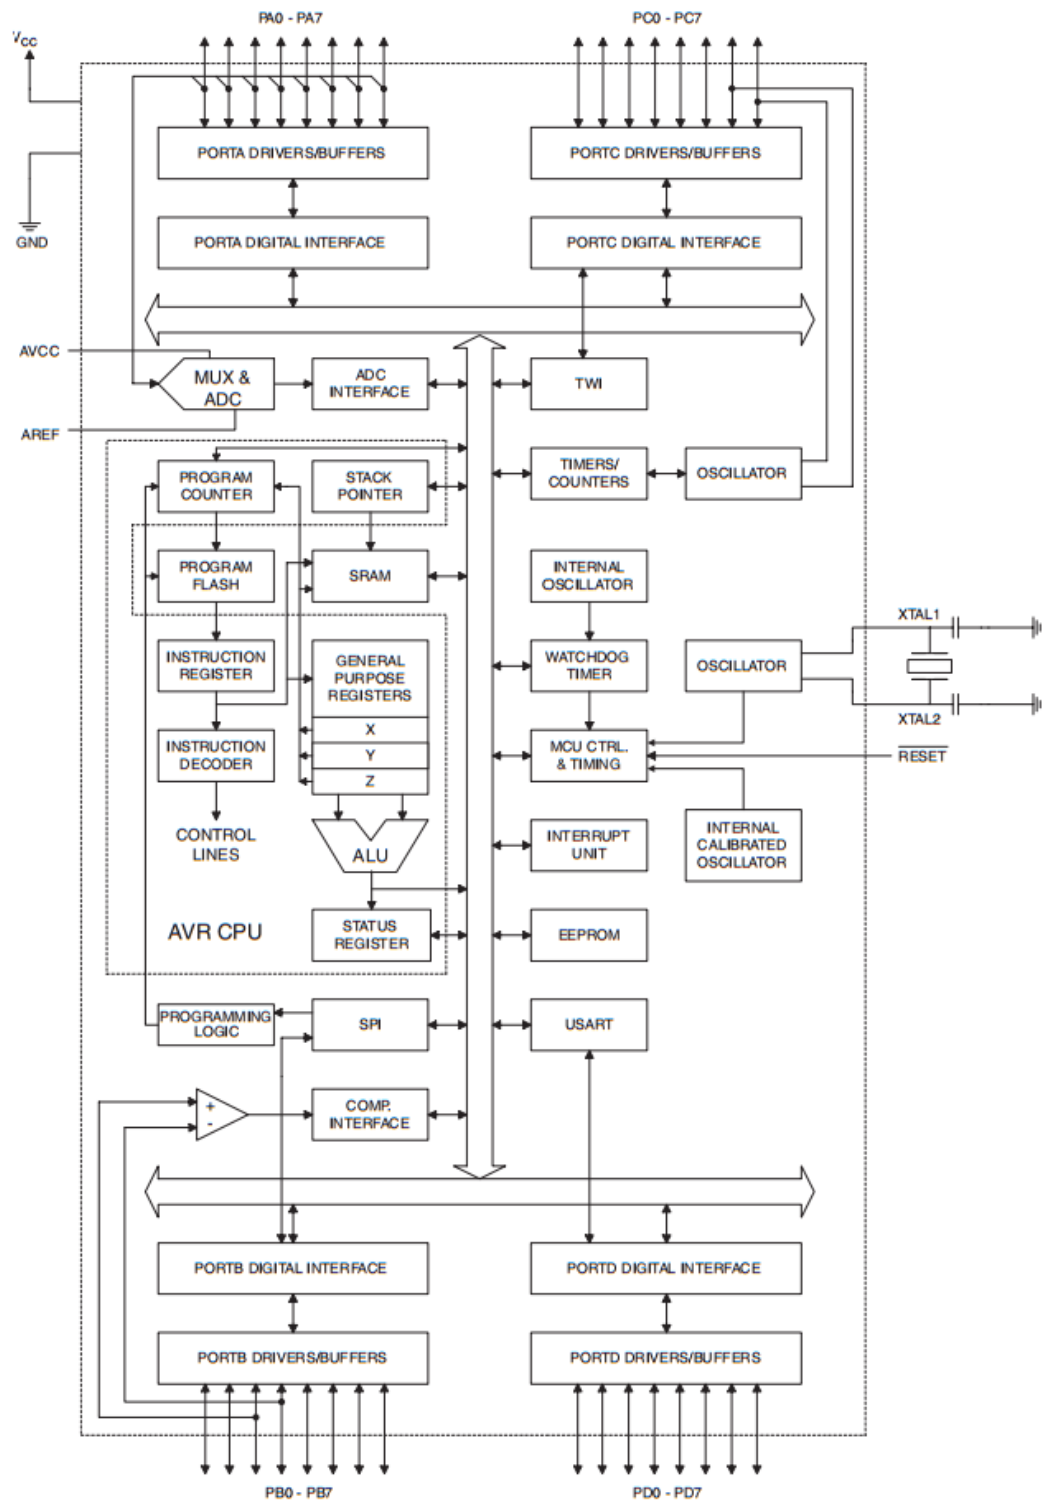 PA0 - PA7
PC0 - PC7
VCC
PORTA DRIVERS/BUFFERS
PORTC DRIVERS/BUFFERS
GND
PORTA DIGITAL INTERFACE
PORTC DIGITAL INTERFACE
AVCC
MUX &
ADC
ADC
INTERFACE
TWI
AREF
PROGRAM
COUNTER
STACK
POINTER
TIMERS/
COUNTERS
OSCILLATOR
PROGRAM
FLASH
SRAM
INTERNAL
OSCILLATOR
XTAL1
INSTRUCTION
REGISTER
GENERAL
PURPOSE
REGISTERS
WATCHDOG
TIMER
OSCILLATOR
XTAL2
X
INSTRUCTION
DECODER
Y
MCU CTRL.
& TIMING
RESET
Z
CONTROL
LINES
ALU
INTERRUPT
UNIT
INTERNAL
CALIBRATED
OSCILLATOR
AVR CPU
STATUS
REGISTER
EEPROM
PROGRAMMING
LOGIC
SPI
USART
+
-
COMP.
INTERFACE
PORTB DIGITAL INTERFACE
PORTD DIGITAL INTERFACE
PORTB DRIVERS/BUFFERS
PORTD DRIVERS/BUFFERS
PB0 - PB7
PD0 - PD7